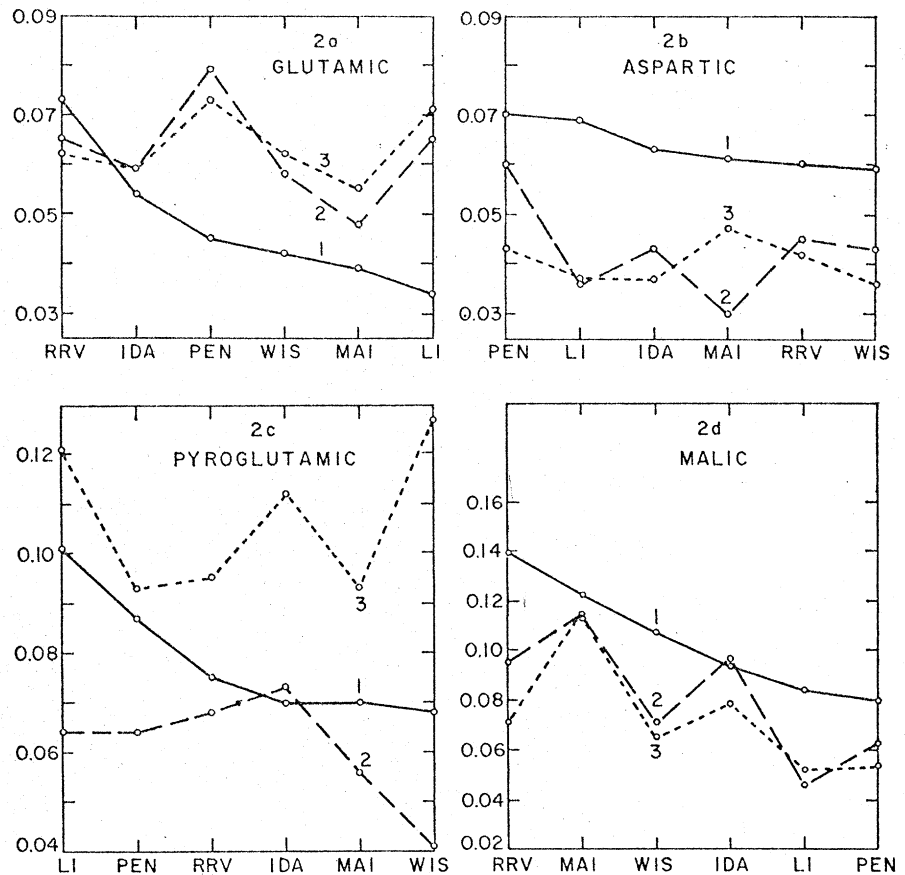 2a
GLUTAMIC
0.09
0.07
0.05
0.03
3
2
1
RRV IDA PEN WIS MAI LI
2b
ASPARTIC
0.09
0.07
0.05
0.03
1
3
2
PEN LI IDA MAI RRV WIS
2c
PYROGLUTAMIC
0.12
0.10
0.08
0.06
0.04
3
1
2
LI PEN RRV IDA MAI WIS
2d
MALIC
0.16
0.14
0.12
0.10
0.08
0.06
0.04
0.02
1
2
3
RRV MAI WIS IDA LI PEN